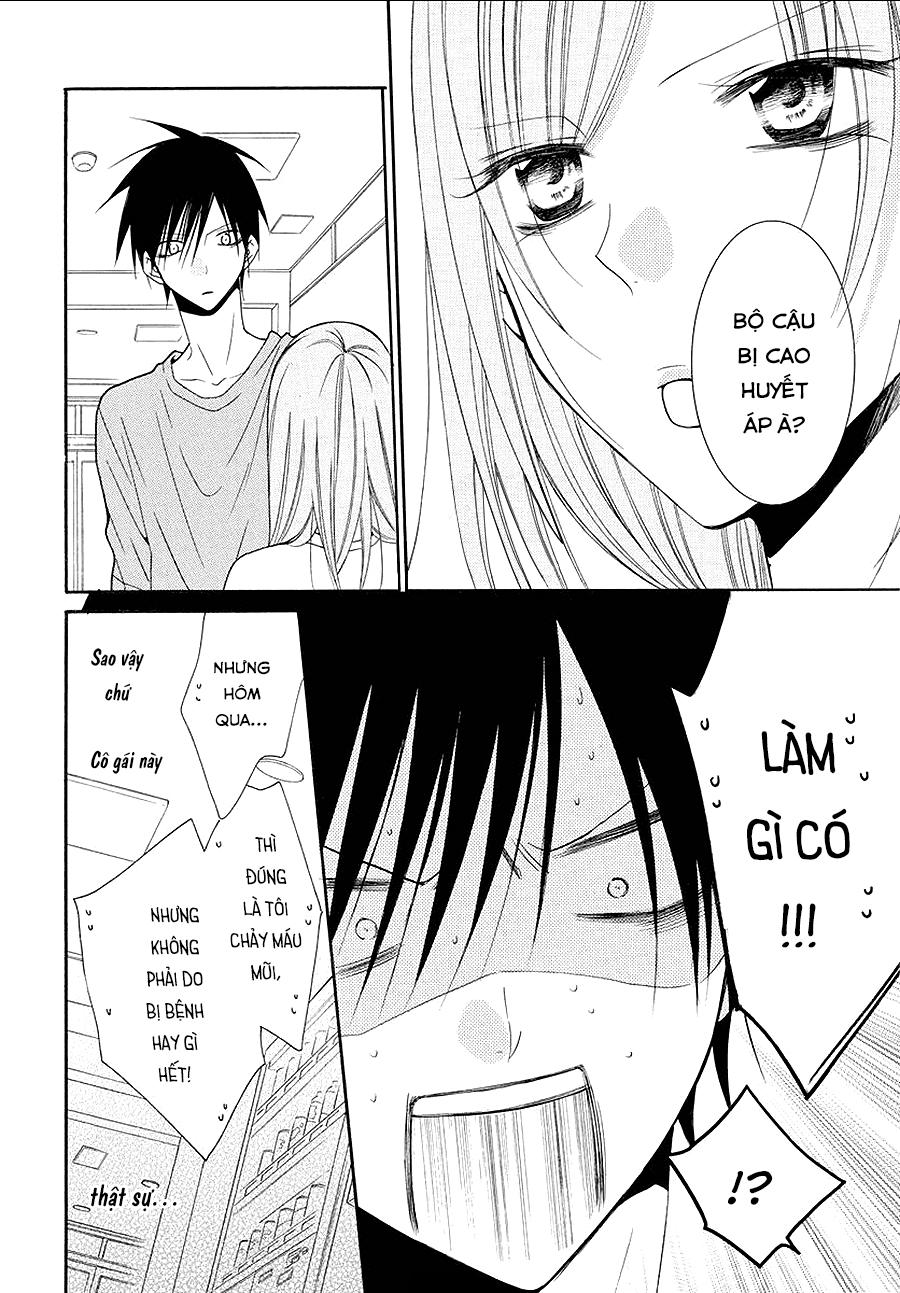 BỘ CẬU
BỊ CAO
HUYẾT
ÁP À?
LÀM
GÌ CÓ
!!!
!?
NHƯNG
HÔM
QUA...
THÌ
ĐÚNG
LÀ TÔI
CHẢY MÁU
MŨI,
NHƯNG
KHÔNG
PHẢI DO
BỊ BỆNH
HAY GÌ
HẾT!
Sao vậy
chứ
Cô gái này
thật sự...